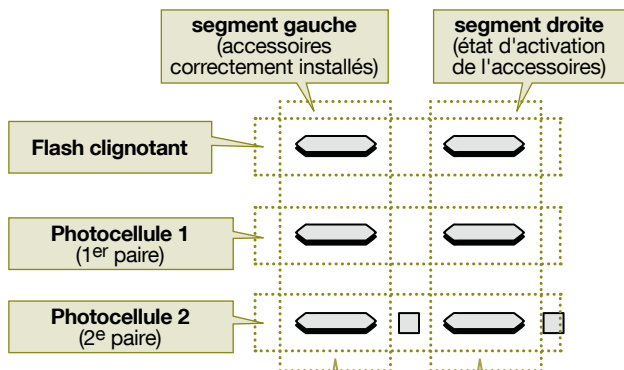 segment gauche
(accessoires
correctement installés)
segment droite
(état d'activation
de l'accessoires)
Flash clignotant
Photocellule 1
(1er paire)
Photocellule 2
(2e paire)